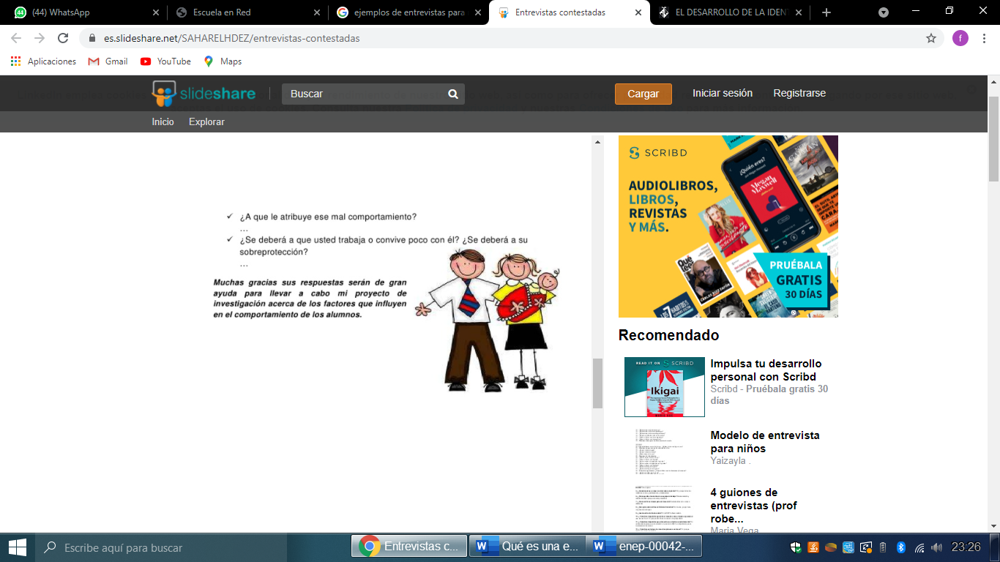 (44) WhatsApp
Escuela en Red
ejemplos de entrevistas para
Entrevistas contestadas
EL DESARROLLO DE LA IDENT
es.slideshare.net/SAHARELHDEZ/entrevistas-contestadas
Aplicaciones
Gmail
YouTube
Maps
slideshare
Buscar
Cargar
Iniciar sesión
Registrarse
Inicio
Explorar
✓ ¿A que le atribuye ese mal comportamiento?
...
✓ ¿Se deberá a que usted trabaja o convive poco con él? ¿Se deberá a su
sobreprotección?
...
Muchas gracias sus respuestas serán de gran
ayuda para llevar a cabo mi proyecto de
investigación acerca de los factores que influyen
en el comportamiento de los alumnos.
SCRIBD
AUDIOLIBROS,
LIBROS,
REVISTAS
Y MÁS.
¿Quién eres?
Megan
Maxwell
PRUÉBALA
GRATIS
30 DÍAS
Recomendado
READ IT ON SCRIBD
Ikigai
Impulsa tu desarrollo
personal con Scribd
Scribd - Pruébala gratis 30
días
Modelo de entrevista
para niños
Yaizayla .
4 guiones de
entrevistas (prof
robe...
Maria Vega
Escribe aquí para buscar
Entrevistas c...
Qué es una e...
enep-00042-...
23:26